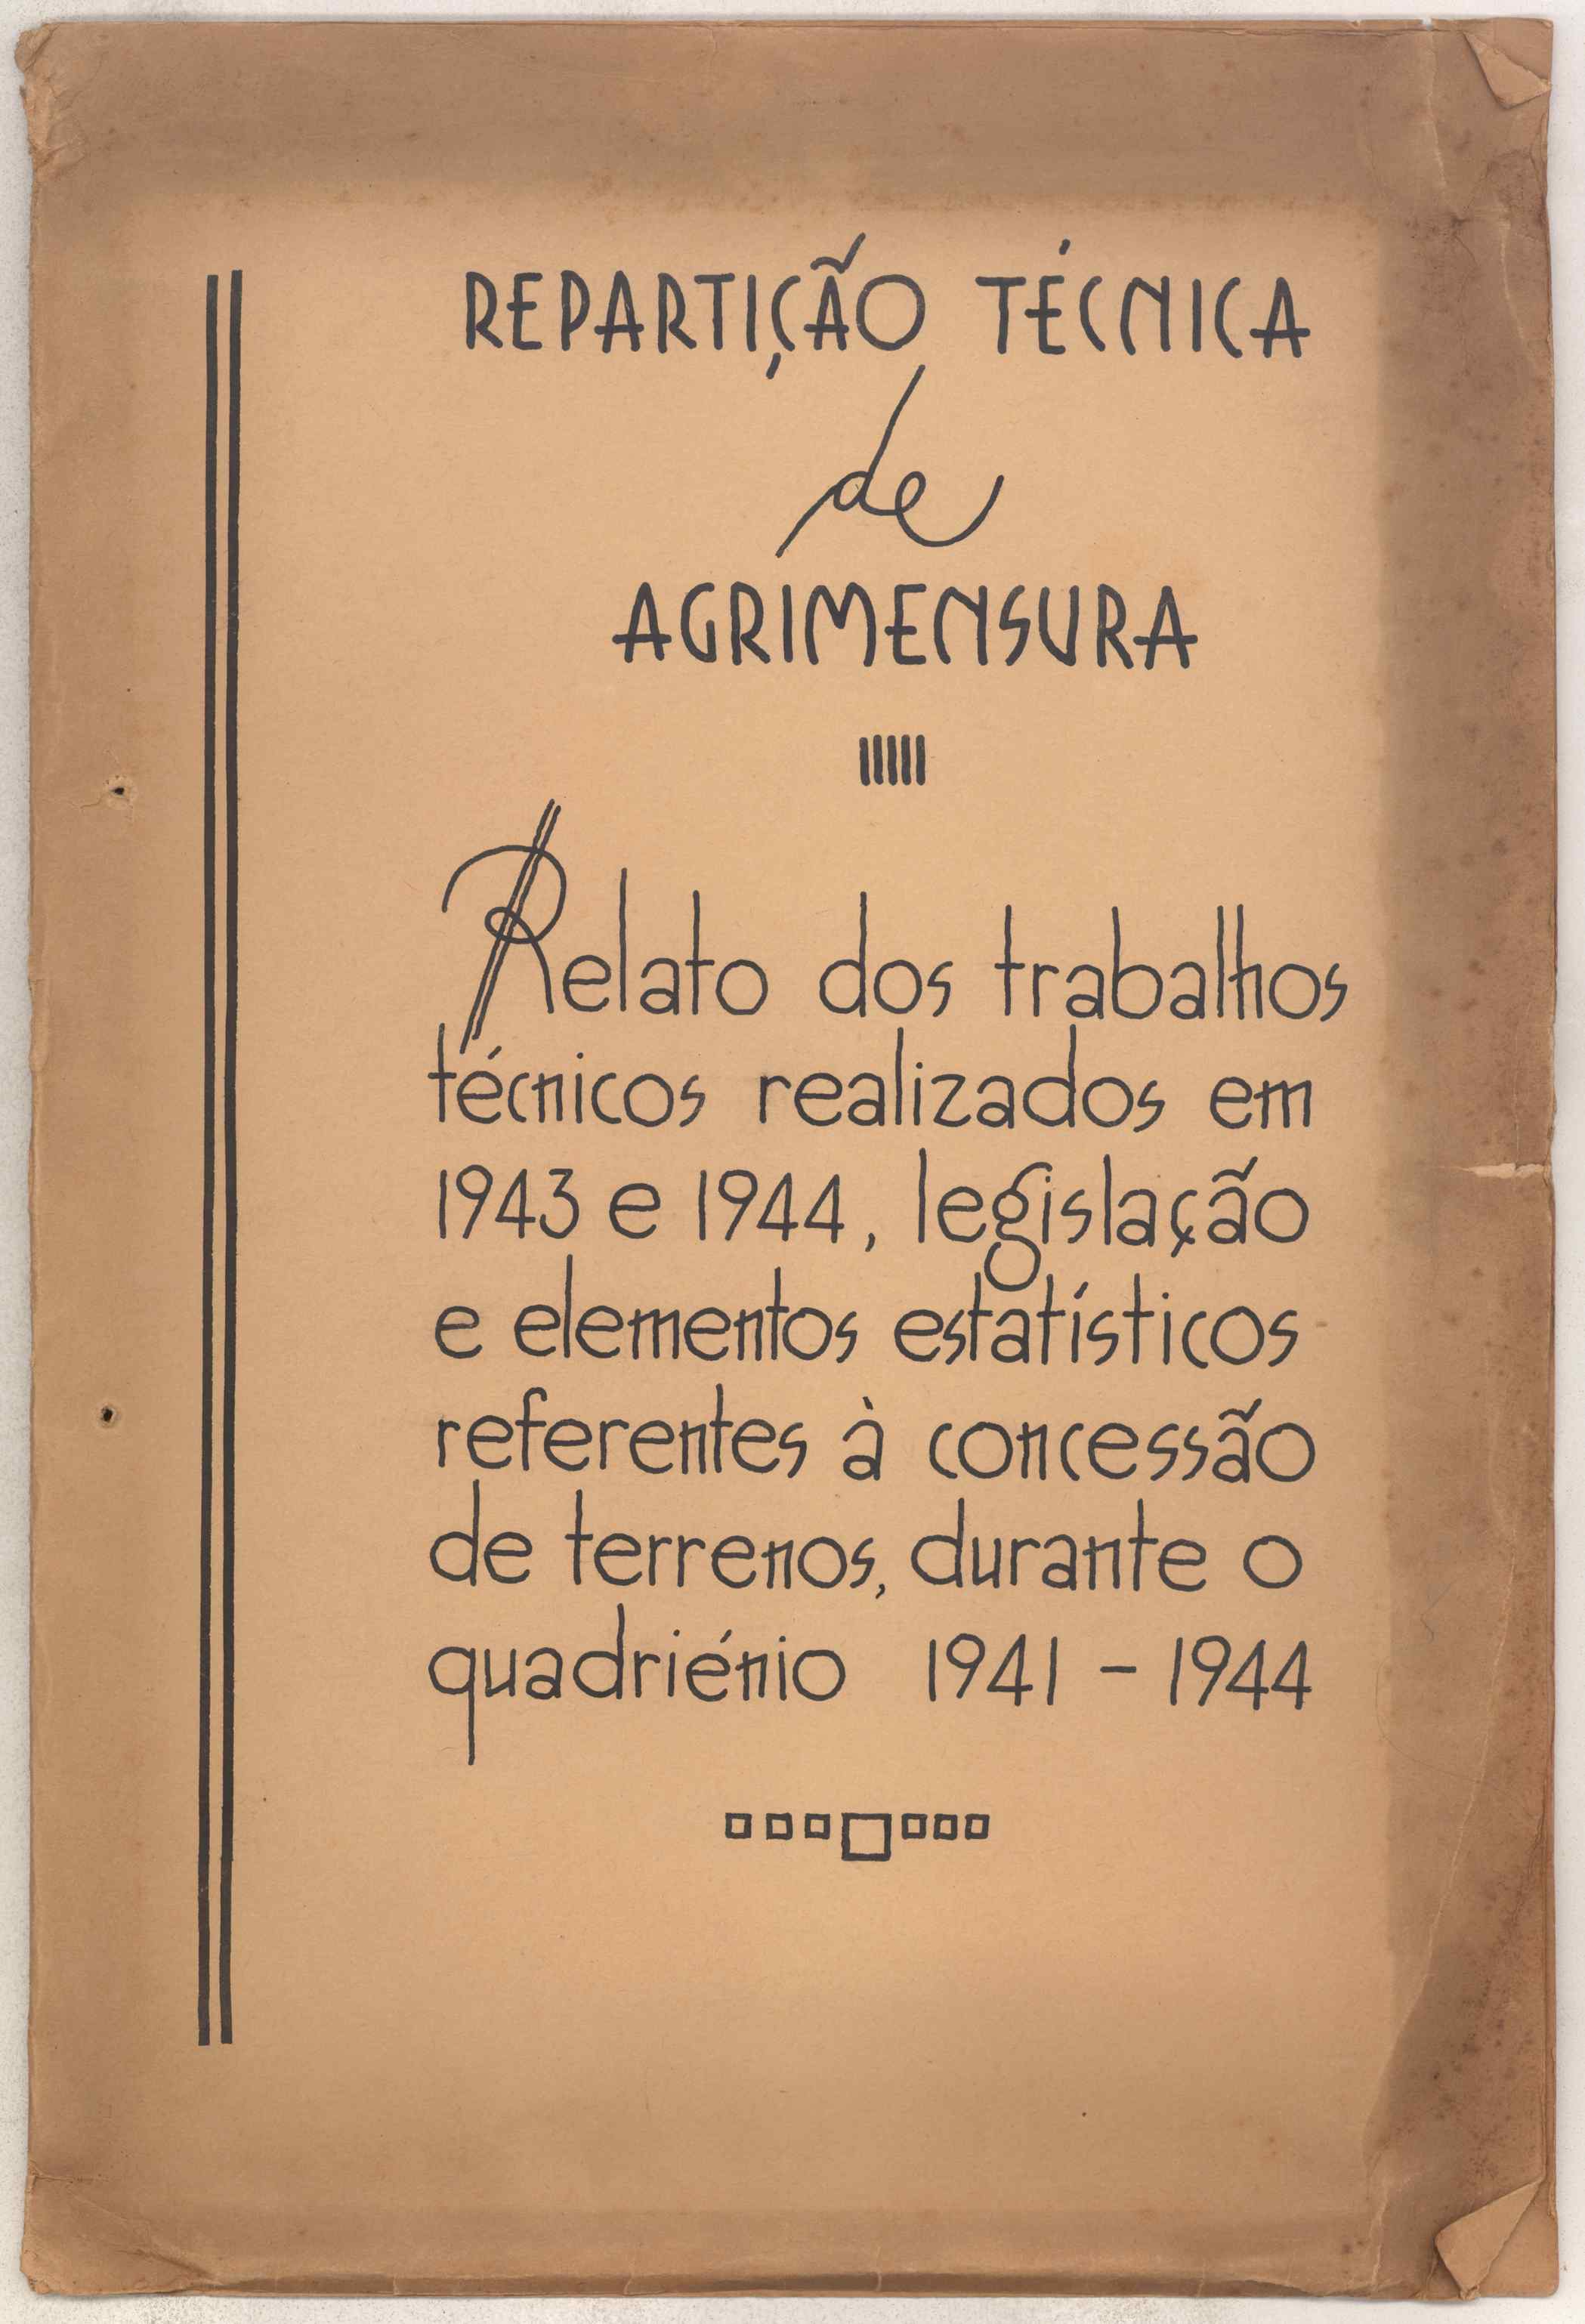 REPARTIÇÃO TÉCNICA
de
AGRIMENSURA
Relato dos trabalhos
técnicos realizados em
1943 e 1944, legislação
e elementos estatísticos
referentes à concessão
de terrenos, durante o
quadriénio 1941 - 1944